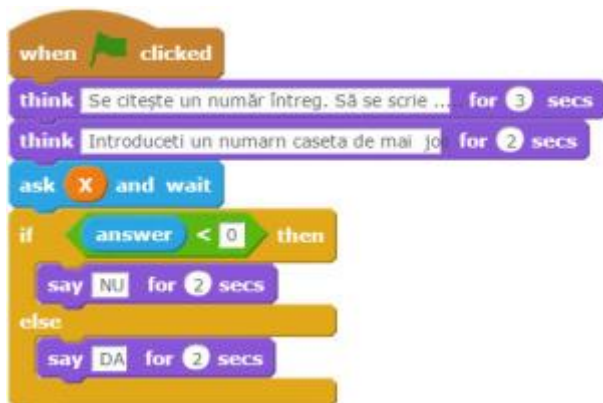 when clicked
think Se citește un număr întreg. Să se scrie .... for 3 secs
think Introduceti un numarn caseta de mai jo for 2 secs
ask X and wait
if answer < 0 then
say NU for 2 secs
else
say DA for 2 secs